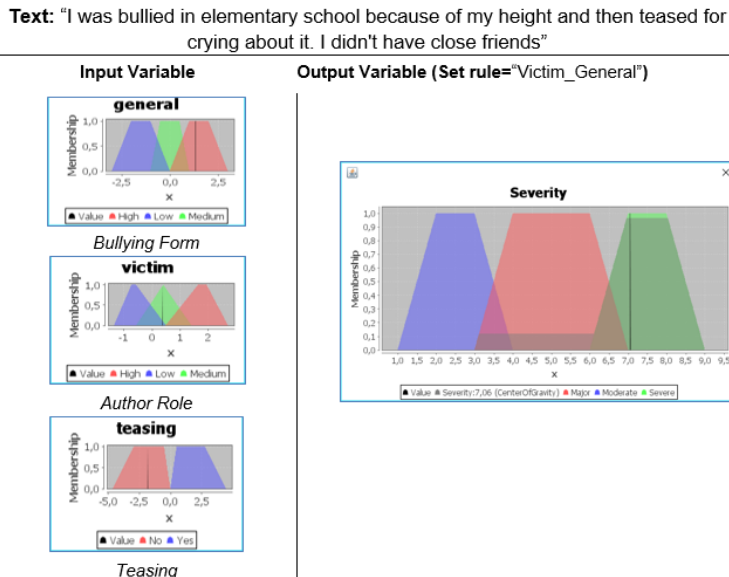 Text: “I was bullied in elementary school because of my height and then teased for
crying about it. I didn't have close friends”
Input Variable
Output Variable (Set rule=“Victim_General”)
general
Membership
1,0
0,5
0,0
-2,5 0,0 2,5
x
Value High Low Medium
Bullying Form
victim
Membership
1,0
0,5
0,0
-1 0 1 2
x
Value High Low Medium
Author Role
teasing
Membership
1,0
0,5
0,0
-5,0 -2,5 0,0 2,5
x
Value No Yes
Teasing
Severity
Membership
1,0
0,9
0,8
0,7
0,6
0,5
0,4
0,3
0,2
0,1
0,0
1,0 1,5 2,0 2,5 3,0 3,5 4,0 4,5 5,0 5,5 6,0 6,5 7,0 7,5 8,0 8,5 9,0 9,5
x
Value Severity:7,06 (CenterOfGravity) Major Moderate Severe